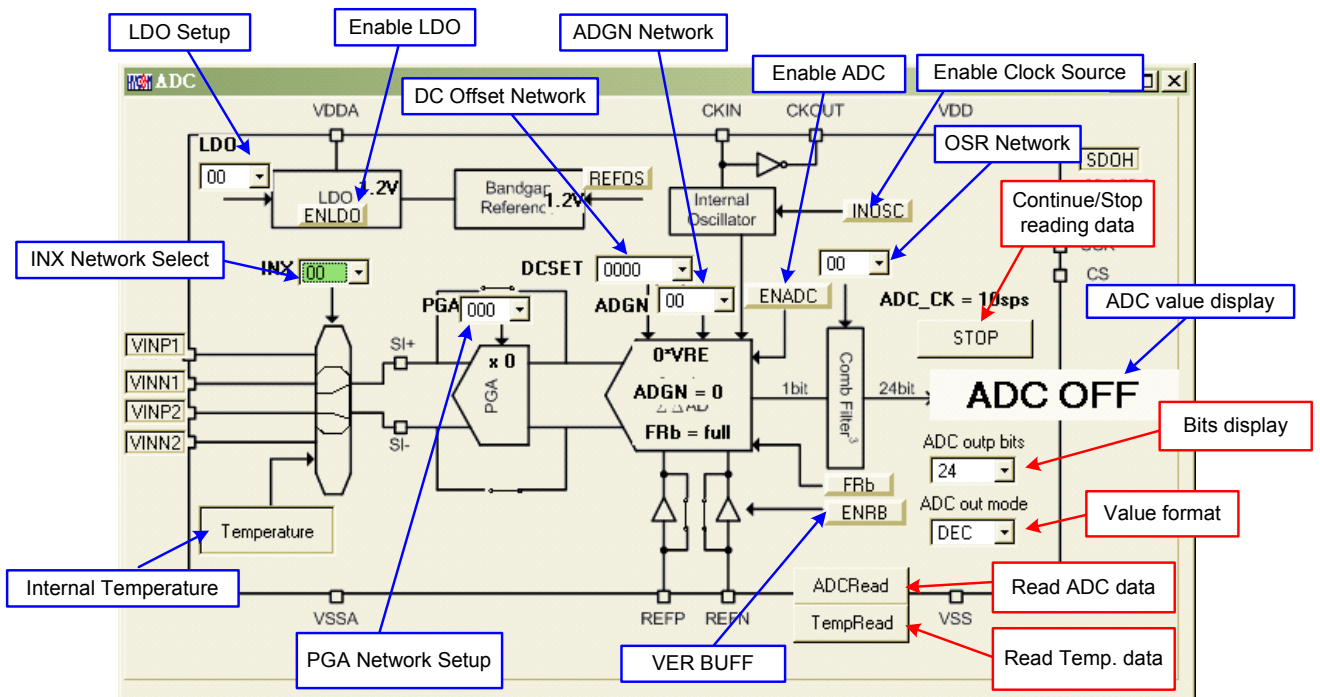 LDO Setup
Enable LDO
ADGN Network
Enable ADC
Enable Clock Source
DC Offset Network
OSR Network
ADC
VDDA
CKIN
CKOUT
VDD
LDO
00
LDO
1.2V
ENLDO
Bandgap
Reference
1.2V
REFOS
Internal
Oscillator
INOSC
SDOH
Continue/Stop
reading data
CS
INX Network Select
INX
00
DCSET
0000
00
PGA
000
ADGN
00
ENADC
ADC_CK = 10sps
STOP
ADC value display
VINP1
VINN1
VINP2
VINN2
SI+
SI-
x 0
PGA
0*VRE
ADGN = 0
FRb = full
1bit
Comb Filter3
24bit
ADC OFF
ADC outp bits
24
Bits display
FRb
ENRB
ADC out mode
DEC
Value format
Temperature
Internal Temperature
ADCRead
Read ADC data
VSSA
REFP
REFN
TempRead
VSS
PGA Network Setup
VER BUFF
Read Temp. data